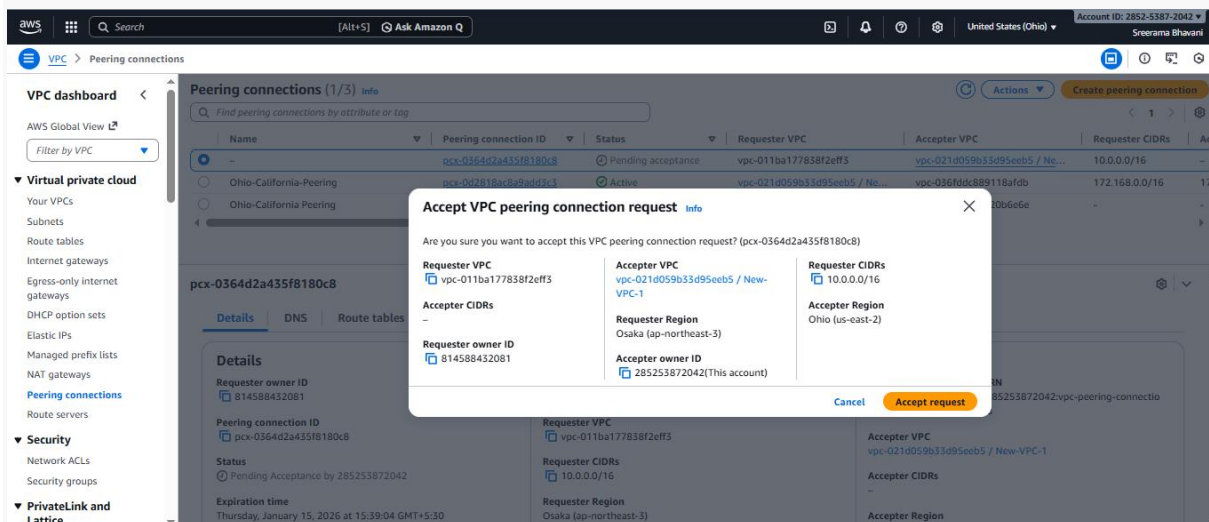 aws
Search [Alt+S] Ask Amazon Q United States (Ohio) Account ID: 2852-5387-2042
Sreerama Bhavani
VPC > Peering connections
VPC dashboard
AWS Global View
Filter by VPC
Virtual private cloud
Your VPCs
Subnets
Route tables
Internet gateways
Egress-only internet
gateways
DHCP option sets
Elastic IPs
Managed prefix lists
NAT gateways
Peering connections
Route servers
Security
Network ACLs
Security groups
PrivateLink and
Lattice
Peering connections (1/3) Info Actions Create peering connection
Find peering connections by attribute or tag 1
Name Peering connection ID Status Requester VPC Accepter VPC Requester CIDRs
– pcx-0364d2a435f8180c8 Pending acceptance vpc-011ba177838f2eff3 vpc-021d059b33d95eeb5 / Ne... 10.0.0.0/16 –
Ohio-California-Peering pcx-0d2818ac8a9add3c3 Active vpc-021d059b33d95eeb5 / Ne... vpc-036fddc889118afdb 172.168.0.0/16
Ohio-California Peering 20b6e6e – –
Accept VPC peering connection request Info
Are you sure you want to accept this VPC peering connection request? (pcx-0364d2a435f8180c8)
Requester VPC
vpc-011ba177838f2eff3
Accepter CIDRs
–
Requester owner ID
814588432081
Accepter VPC
vpc-021d059b33d95eeb5 / New-
VPC-1
Requester Region
Osaka (ap-northeast-3)
Accepter owner ID
285253872042(This account)
Requester CIDRs
10.0.0.0/16
Accepter Region
Ohio (us-east-2)
Cancel Accept request
pcx-0364d2a435f8180c8
Details DNS Route tables
Details
Requester owner ID
814588432081
Peering connection ID
pcx-0364d2a435f8180c8
Status
Pending Acceptance by 285253872042
Expiration time
Thursday, January 15, 2026 at 15:39:04 GMT+5:30
Requester VPC
vpc-011ba177838f2eff3
Requester CIDRs
10.0.0.0/16
Requester Region
Osaka (ap-northeast-3)
85253872042:vpc-peering-connectio
Accepter VPC
vpc-021d059b33d95eeb5 / New-VPC-1
Accepter CIDRs
–
Accepter Region